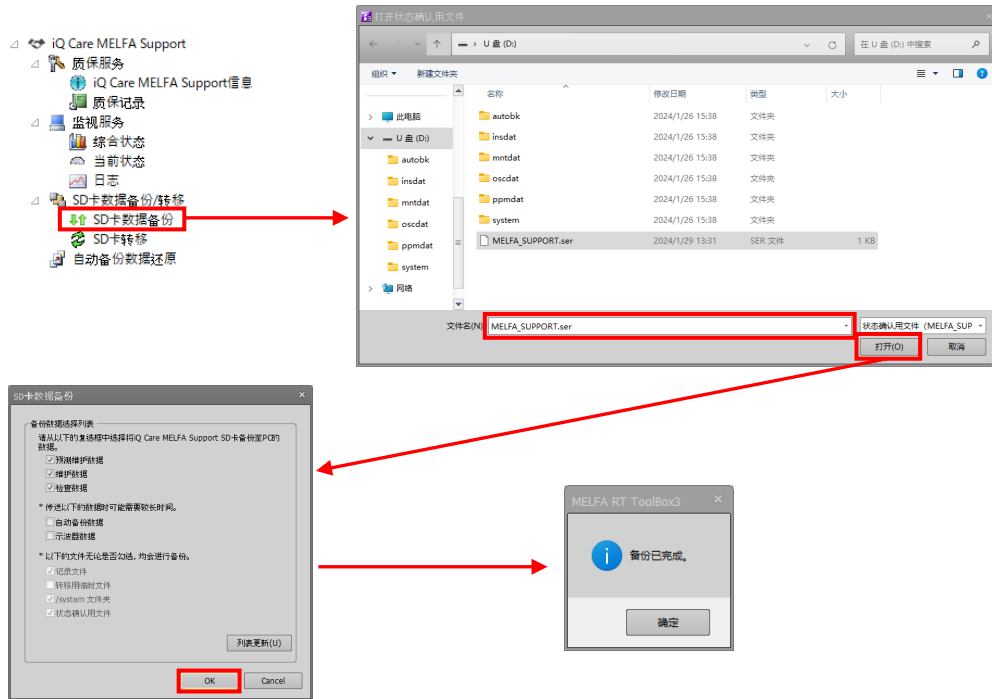 iQ Care MELFA Support
质保服务
iQ Care MELFA Support信息
质保记录
监视服务
综合状态
当前状态
日志
SD卡数据备份/转移
SD卡数据备份
SD卡转移
自动备份数据还原
打开状态确认用文件
U 盘 (D:)
在 U 盘 (D:) 中搜索
组织 新建文件夹
名称 修改日期 类型 大小
此电脑
U 盘 (D:)
autobk
insdat
mntdat
oscdat
ppmdat
system
网络
autobk 2024/1/26 15:38 文件夹
insdat 2024/1/26 15:38 文件夹
mntdat 2024/1/26 15:38 文件夹
oscdat 2024/1/26 15:38 文件夹
ppmdat 2024/1/26 15:38 文件夹
system 2024/1/26 15:38 文件夹
MELFA_SUPPORT.ser 2024/1/29 13:31 SER 文件 1 KB
文件名(N) MELFA_SUPPORT.ser
状态确认用文件 (MELFA_SUP
打开(O) 取消
SD卡数据备份
备份数据选择列表
请从以下的复选框中选择将iQ Care MELFA Support SD卡备份至PC的
数据。
预测维护数据
维护数据
检查数据
* 传送以下的数据时可能需要较长时间。
自动备份数据
示波器数据
* 以下的文件无论是否勾选, 均会进行备份。
记录文件
转移用临时文件
/system 文件夹
状态确认用文件
列表更新(U)
OK Cancel
MELFA RT ToolBox3
备份已完成。
确定